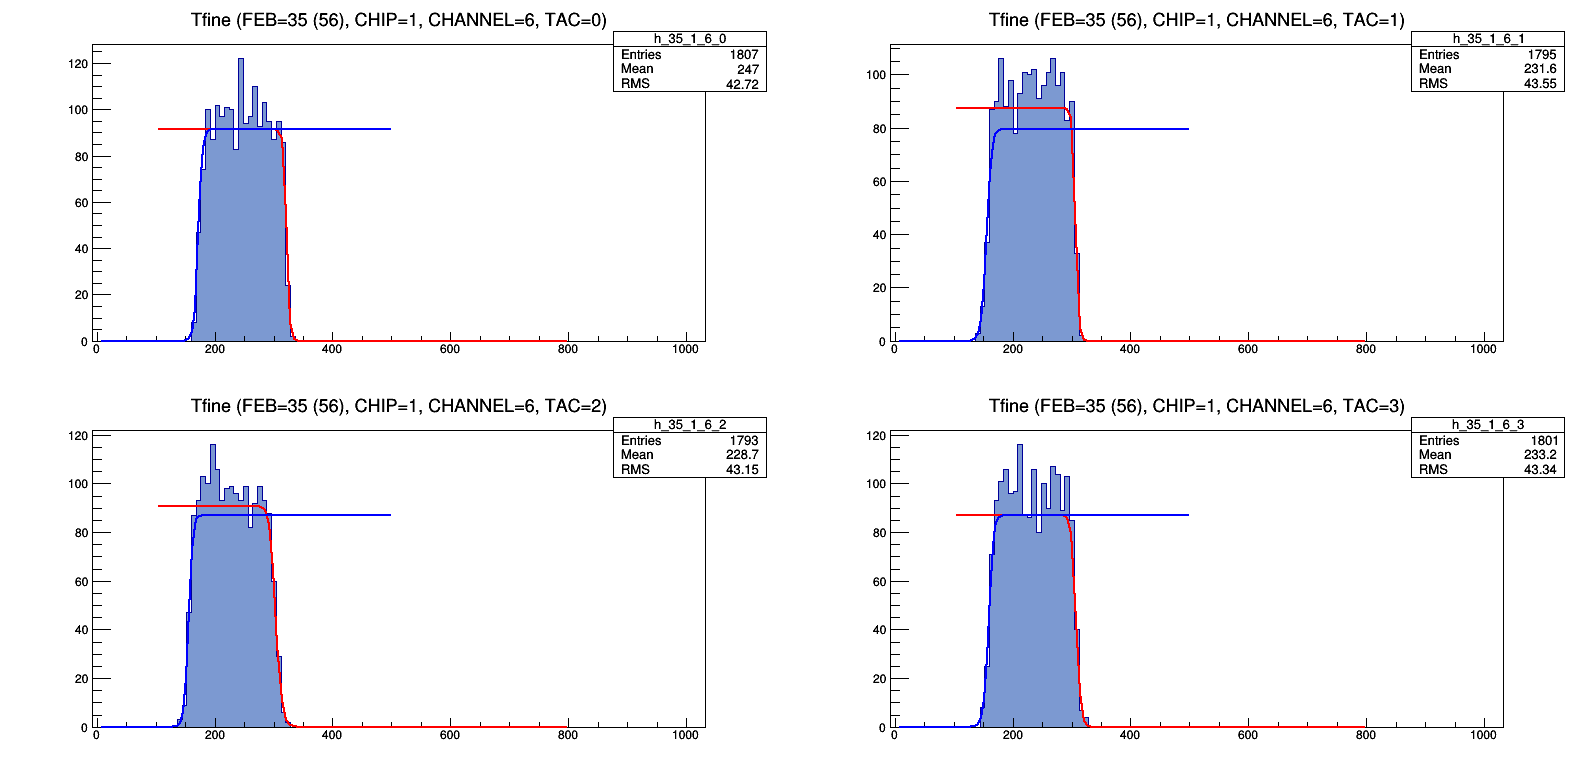 Tfine (FEB=35 (56), CHIP=1, CHANNEL=6, TAC=0)
h_35_1_6_0
Entries 1807
Mean 247
RMS 42.72
120
100
80
60
40
20
0
0 200 400 600 800 1000
Tfine (FEB=35 (56), CHIP=1, CHANNEL=6, TAC=1)
h_35_1_6_1
Entries 1795
Mean 231.6
RMS 43.55
100
80
60
40
20
0
0 200 400 600 800 1000
Tfine (FEB=35 (56), CHIP=1, CHANNEL=6, TAC=2)
h_35_1_6_2
Entries 1793
Mean 228.7
RMS 43.15
120
100
80
60
40
20
0
0 200 400 600 800 1000
Tfine (FEB=35 (56), CHIP=1, CHANNEL=6, TAC=3)
h_35_1_6_3
Entries 1801
Mean 233.2
RMS 43.34
120
100
80
60
40
20
0
0 200 400 600 800 1000